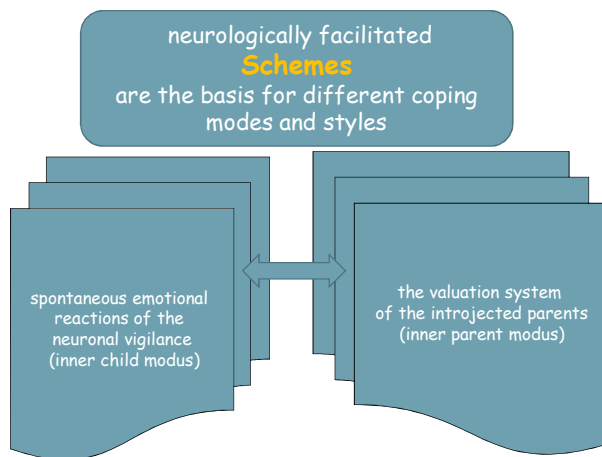 neurologically facilitated
Schemes
are the basis for different coping
modes and styles
spontaneous emotional
reactions of the
neuronal vigilance
(inner child modus)
the valuation system
of the introjected parents
(inner parent modus)